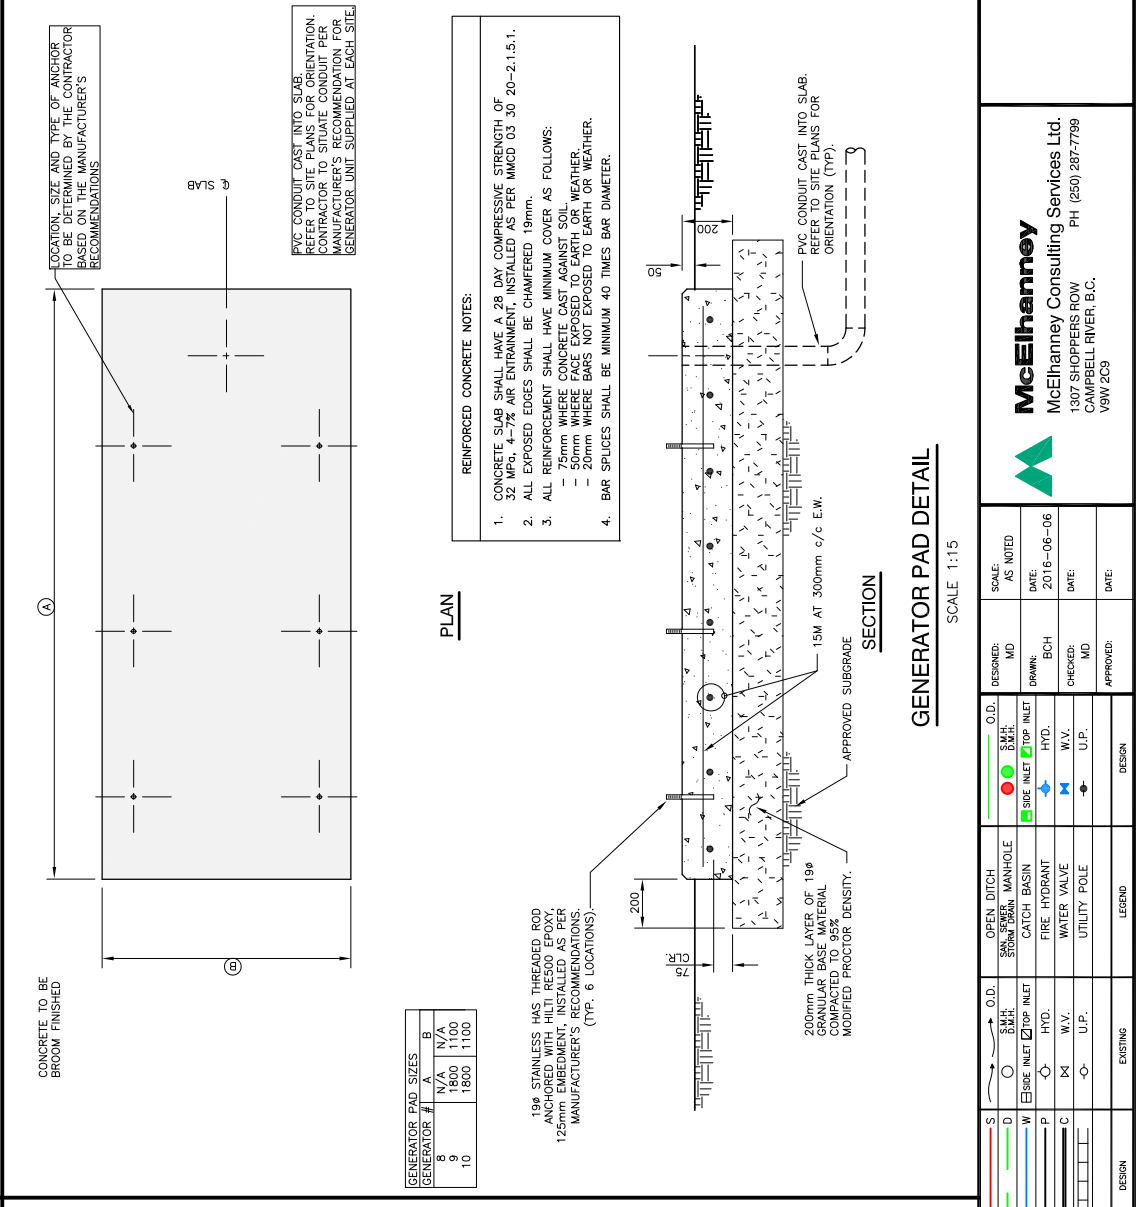 CONCRETE TO BE
BROOM FINISHED
A
B
LOCATION, SIZE AND TYPE OF ANCHOR
TO BE DETERMINED BY THE CONTRACTOR
BASED ON THE MANUFACTURER'S
RECOMMENDATIONS
℄ SLAB
PVC CONDUIT CAST INTO SLAB.
REFER TO SITE PLANS FOR ORIENTATION.
CONTRACTOR TO SITUATE CONDUIT PER
MANUFACTURER'S RECOMMENDATION FOR
GENERATOR UNIT SUPPLIED AT EACH SITE.
PLAN
GENERATOR PAD SIZES
GENERATOR # A B
8 N/A N/A
9 1800 1100
10 1800 1100
REINFORCED CONCRETE NOTES:
1. CONCRETE SLAB SHALL HAVE A 28 DAY COMPRESSIVE STRENGTH OF
32 MPa, 4-7% AIR ENTRAINMENT, INSTALLED AS PER MMCD 03 30 20-2.1.5.1.
2. ALL EXPOSED EDGES SHALL BE CHAMFERED 19mm.
3. ALL REINFORCEMENT SHALL HAVE MINIMUM COVER AS FOLLOWS:
- 75mm WHERE CONCRETE CAST AGAINST SOIL.
- 50mm WHERE FACE EXPOSED TO EARTH OR WEATHER.
- 20mm WHERE BARS NOT EXPOSED TO EARTH OR WEATHER.
4. BAR SPLICES SHALL BE MINIMUM 40 TIMES BAR DIAMETER.
19ø STAINLESS HAS THREADED ROD
ANCHORED WITH HILTI RE500 EPOXY,
125mm EMBEDMENT, INSTALLED AS PER
MANUFACTURER'S RECOMMENDATIONS.
(TYP. 6 LOCATIONS).
200
75
CLR.
50
200
PVC CONDUIT CAST INTO SLAB.
REFER TO SITE PLANS FOR
ORIENTATION (TYP).
15M AT 300mm c/c E.W.
200mm THICK LAYER OF 19ø
GRANULAR BASE MATERIAL
COMPACTED TO 95%
MODIFIED PROCTOR DENSITY.
APPROVED SUBGRADE
SECTION
GENERATOR PAD DETAIL
SCALE 1:15
S
D
W
P
C
DESIGN
O.D.
S.M.H.
D.M.H.
SIDE INLET TOP INLET
HYD.
W.V.
U.P.
EXISTING
OPEN DITCH
SAN. SEWER
STORM DRAIN MANHOLE
CATCH BASIN
FIRE HYDRANT
WATER VALVE
UTILITY POLE
LEGEND
O.D.
S.M.H.
D.M.H.
SIDE INLET TOP INLET
HYD.
W.V.
U.P.
DESIGN
DESIGNED: MD
SCALE: AS NOTED
DRAWN: BCH
DATE: 2016-06-06
CHECKED: MD
DATE:
APPROVED:
DATE:
McElhanney
McElhanney Consulting Services Ltd.
1307 SHOPPERS ROW PH (250) 287-7799
CAMPBELL RIVER, B.C.
V9W 2C9